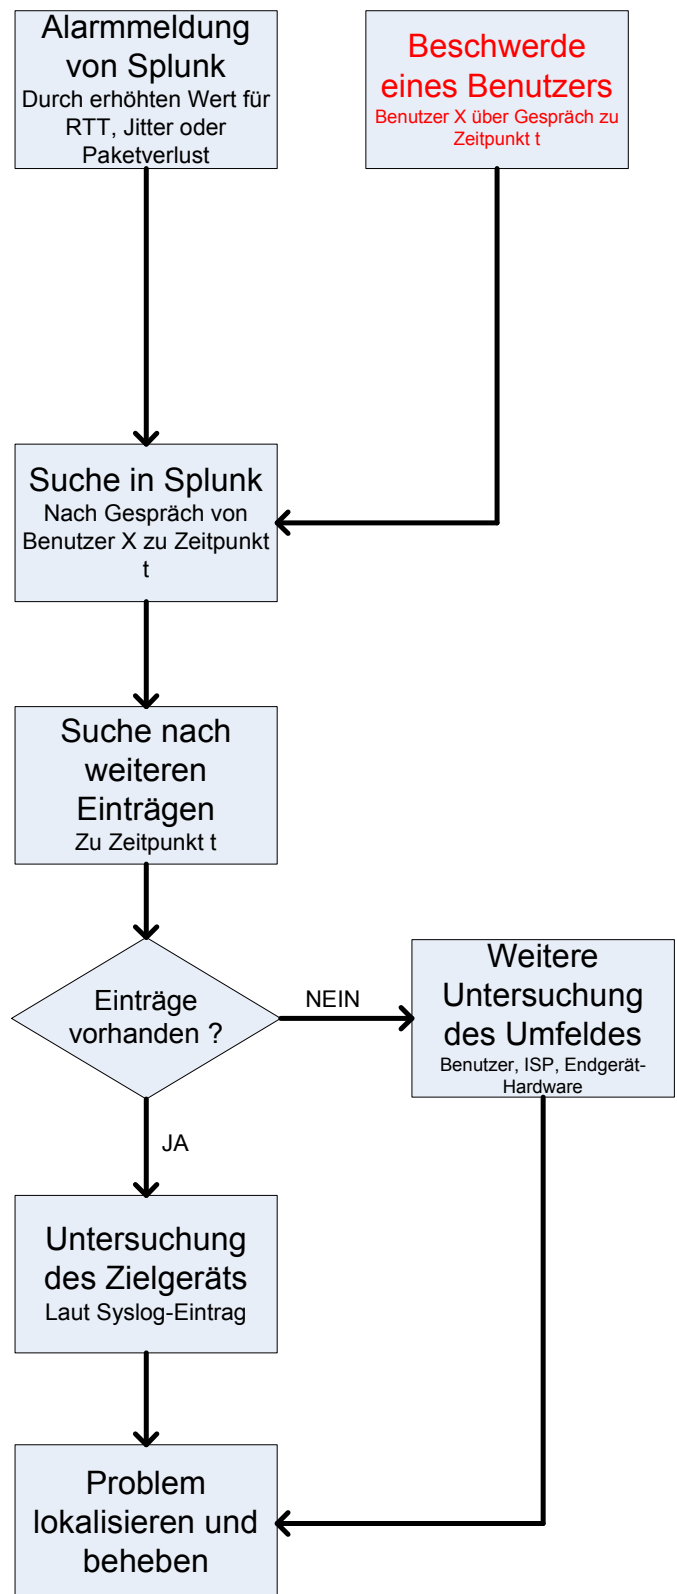 Alarmmeldung
von Splunk
Durch erhöhten Wert für
RTT, Jitter oder
Paketverlust
Beschwerde
eines Benutzers
Benutzer X über Gespräch zu
Zeitpunkt t
Suche in Splunk
Nach Gespräch von
Benutzer X zu Zeitpunkt
t
Suche nach
weiteren
Einträgen
Zu Zeitpunkt t
Einträge
vorhanden ?
NEIN
Weitere
Untersuchung
des Umfeldes
Benutzer, ISP, Endgerät-
Hardware
JA
Untersuchung
des Zielgeräts
Laut Syslog-Eintrag
Problem
lokalisieren und
beheben